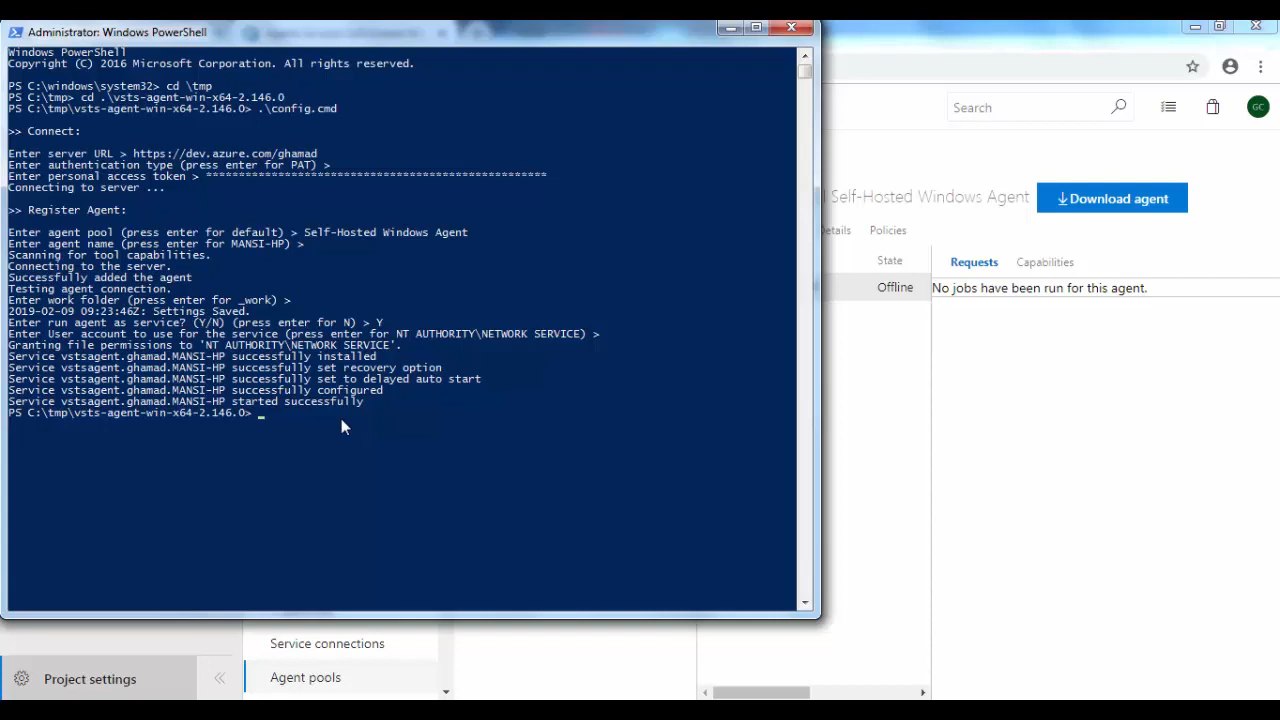 Administrator: Windows PowerShell
Windows PowerShell
Copyright (C) 2016 Microsoft Corporation. All rights reserved.
PS C:\windows\system32> cd \tmp
PS C:\tmp> cd .\vsts-agent-win-x64-2.146.0
PS C:\tmp\vsts-agent-win-x64-2.146.0> .\config.cmd
>> Connect:
Enter server URL > https://dev.azure.com/ghamad
Enter authentication type (press enter for PAT) >
Enter personal access token > ****************************************************
Connecting to server ...
>> Register Agent:
Enter agent pool (press enter for default) > Self-Hosted Windows Agent
Enter agent name (press enter for MANSI-HP) >
Scanning for tool capabilities.
Connecting to the server.
Successfully added the agent
Testing agent connection.
Enter work folder (press enter for _work) >
2019-02-09 09:23:46Z: Settings Saved.
Enter run agent as service? (Y/N) (press enter for N) > Y
Enter User account to use for the service (press enter for NT AUTHORITY\NETWORK SERVICE) >
Granting file permissions to 'NT AUTHORITY\NETWORK SERVICE'.
Service vstsagent.ghamad.MANSI-HP successfully installed
Service vstsagent.ghamad.MANSI-HP successfully set recovery option
Service vstsagent.ghamad.MANSI-HP successfully set to delayed auto start
Service vstsagent.ghamad.MANSI-HP successfully configured
Service vstsagent.ghamad.MANSI-HP started successfully
PS C:\tmp\vsts-agent-win-x64-2.146.0>
Search
GC
Self-Hosted Windows Agent
Download agent
Policies
State
Requests Capabilities
Offline
No jobs have been run for this agent.
Service connections
Agent pools
Project settings